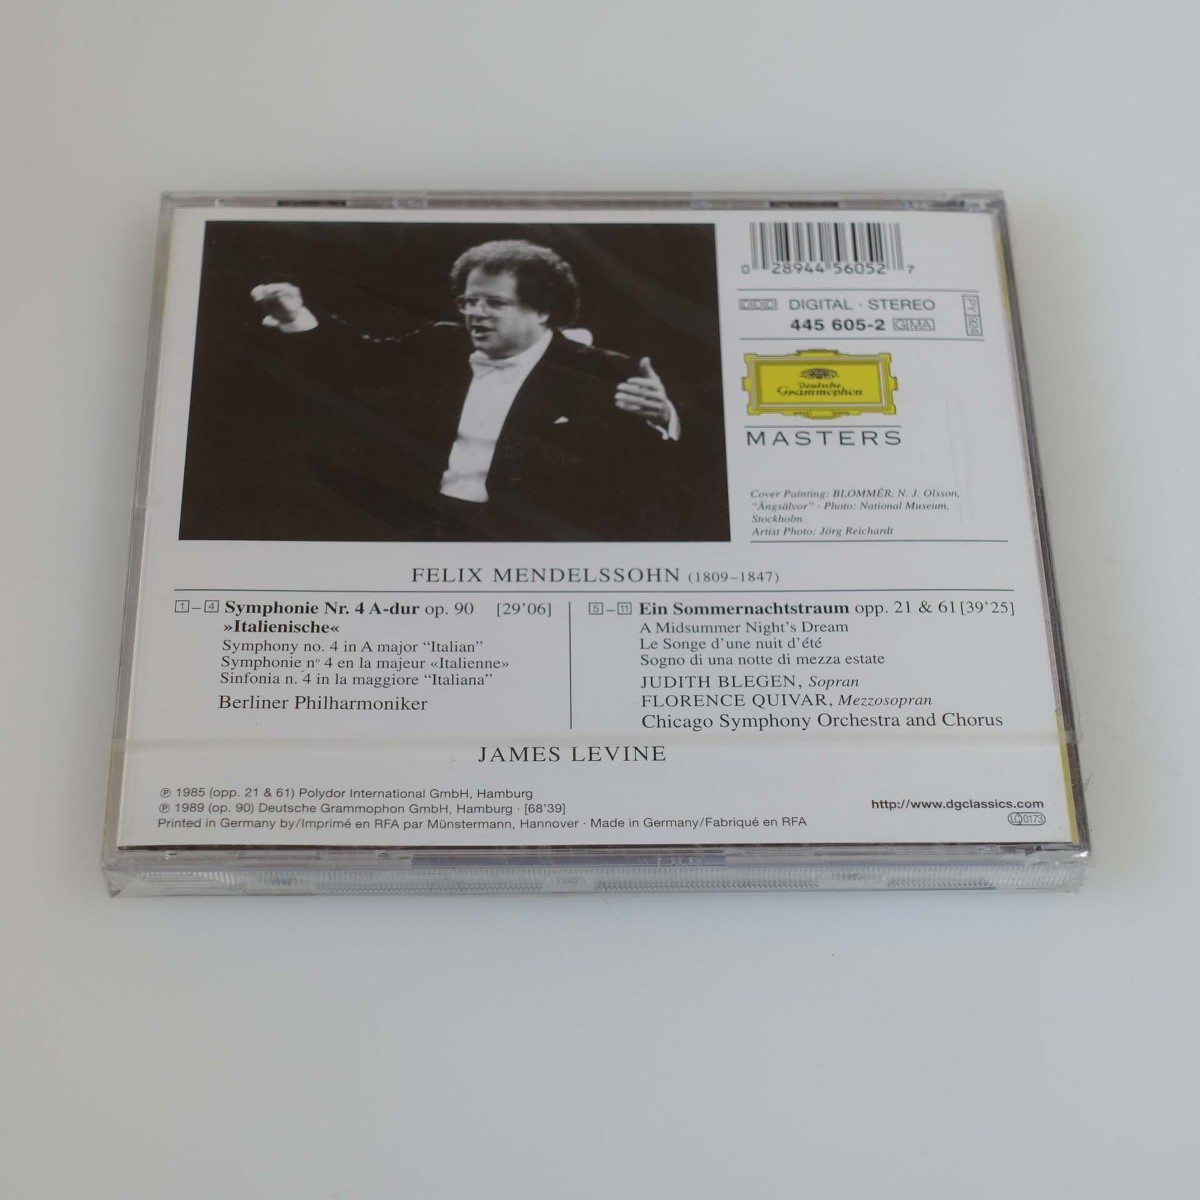 0 28944 56052 7
DDD DIGITAL · STEREO
445 605-2 GEMA
PY 926
Deutsche
Grammophon
MASTERS
Cover Painting: BLOMMÉR, N. J. Olsson,
"Ängsälvor" · Photo: National Museum,
Stockholm
Artist Photo: Jörg Reichardt
FELIX MENDELSSOHN (1809–1847)
1–4 Symphonie Nr. 4 A-dur op. 90 [29'06]
»Italienische«
Symphony no. 4 in A major “Italian”
Symphonie n° 4 en la majeur «Italienne»
Sinfonia n. 4 in la maggiore “Italiana”
Berliner Philharmoniker
5–11 Ein Sommernachtstraum opp. 21 & 61 [39'25]
A Midsummer Night's Dream
Le Songe d'une nuit d'été
Sogno di una notte di mezza estate
JUDITH BLEGEN, Sopran
FLORENCE QUIVAR, Mezzosopran
Chicago Symphony Orchestra and Chorus
JAMES LEVINE
℗ 1985 (opp. 21 & 61) Polydor International GmbH, Hamburg
℗ 1989 (op. 90) Deutsche Grammophon GmbH, Hamburg · [68'39]
Printed in Germany by/Imprimé en RFA par Münstermann, Hannover · Made in Germany/Fabriqué en RFA
http://www.dgclassics.com
LC 0173